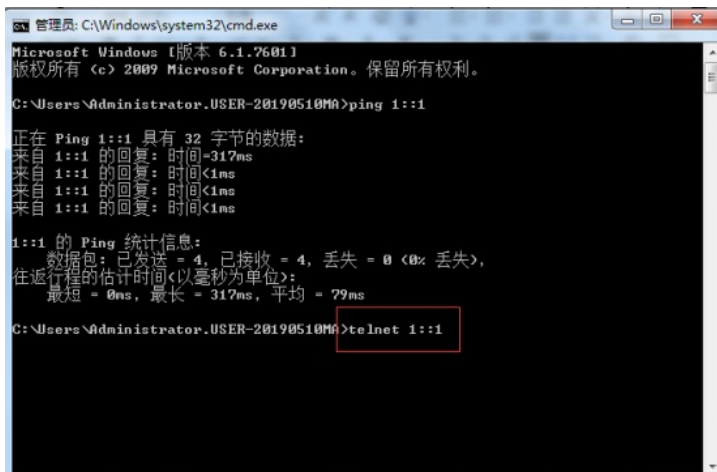 管理员: C:\Windows\system32\cmd.exe
Microsoft Windows [版本 6.1.7601]
版权所有 (c) 2009 Microsoft Corporation。保留所有权利。
C:\Users\Administrator.USER-20190510MA>ping 1::1
正在 Ping 1::1 具有 32 字节的数据:
来自 1::1 的回复: 时间=317ms
来自 1::1 的回复: 时间<1ms
来自 1::1 的回复: 时间<1ms
来自 1::1 的回复: 时间<1ms
1::1 的 Ping 统计信息:
数据包: 已发送 = 4, 已接收 = 4, 丢失 = 0 (0% 丢失),
往返行程的估计时间(以毫秒为单位):
最短 = 0ms, 最长 = 317ms, 平均 = 79ms
C:\Users\Administrator.USER-20190510MA>telnet 1::1